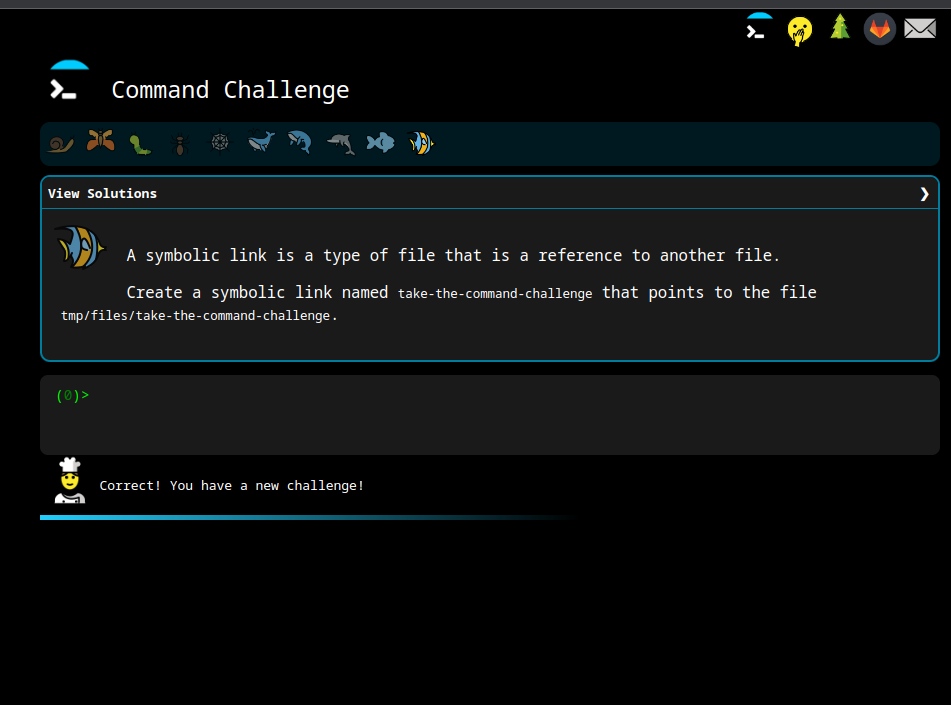 Command Challenge
View Solutions
A symbolic link is a type of file that is a reference to another file.
Create a symbolic link named take-the-command-challenge that points to the file
tmp/files/take-the-command-challenge.
(0)>
Correct! You have a new challenge!